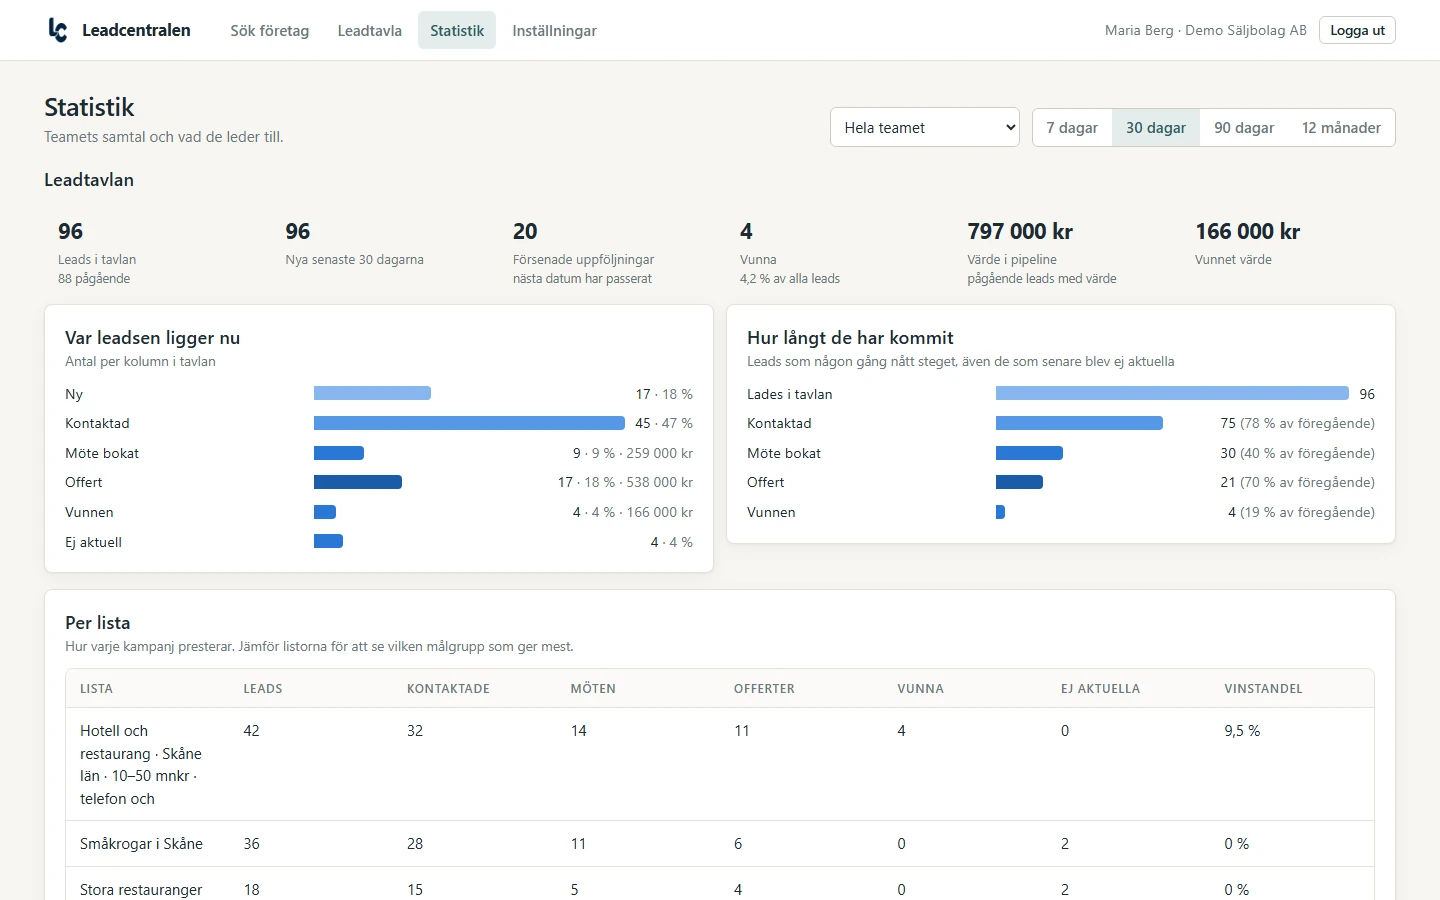 Leadcentralen
Sök företag
Leadtavla
Statistik
Inställningar
Maria Berg · Demo Säljbolag AB
Logga ut
Statistik
Teamets samtal och vad de leder till.
Hela teamet
7 dagar
30 dagar
90 dagar
12 månader
Leadtavlan
96
Leads i tavlan
88 pågående
96
Nya senaste 30 dagarna
20
Försenade uppföljningar
nästa datum har passerat
4
Vunna
4,2 % av alla leads
797 000 kr
Värde i pipeline
pågående leads med värde
166 000 kr
Vunnet värde
Var leadsen ligger nu
Antal per kolumn i tavlan
Ny 17 · 18 %
Kontaktad 45 · 47 %
Möte bokat 9 · 9 % · 259 000 kr
Offert 17 · 18 % · 538 000 kr
Vunnen 4 · 4 % · 166 000 kr
Ej aktuell 4 · 4 %
Hur långt de har kommit
Leads som någon gång nått steget, även de som senare blev ej aktuella
Lades i tavlan 96
Kontaktad 75 (78 % av föregående)
Möte bokat 30 (40 % av föregående)
Offert 21 (70 % av föregående)
Vunnen 4 (19 % av föregående)
Per lista
Hur varje kampanj presterar. Jämför listorna för att se vilken målgrupp som ger mest.
LISTA LEADS KONTAKTADE MÖTEN OFFERTER VUNNA EJ AKTUELLA VINSTANDEL
Hotell och 42 32 14 11 4 0 9,5 %
restaurang · Skåne
län · 10–50 mnkr ·
telefon och
Småkrogar i Skåne 36 28 11 6 0 2 0 %
Stora restauranger 18 15 5 4 0 2 0 %